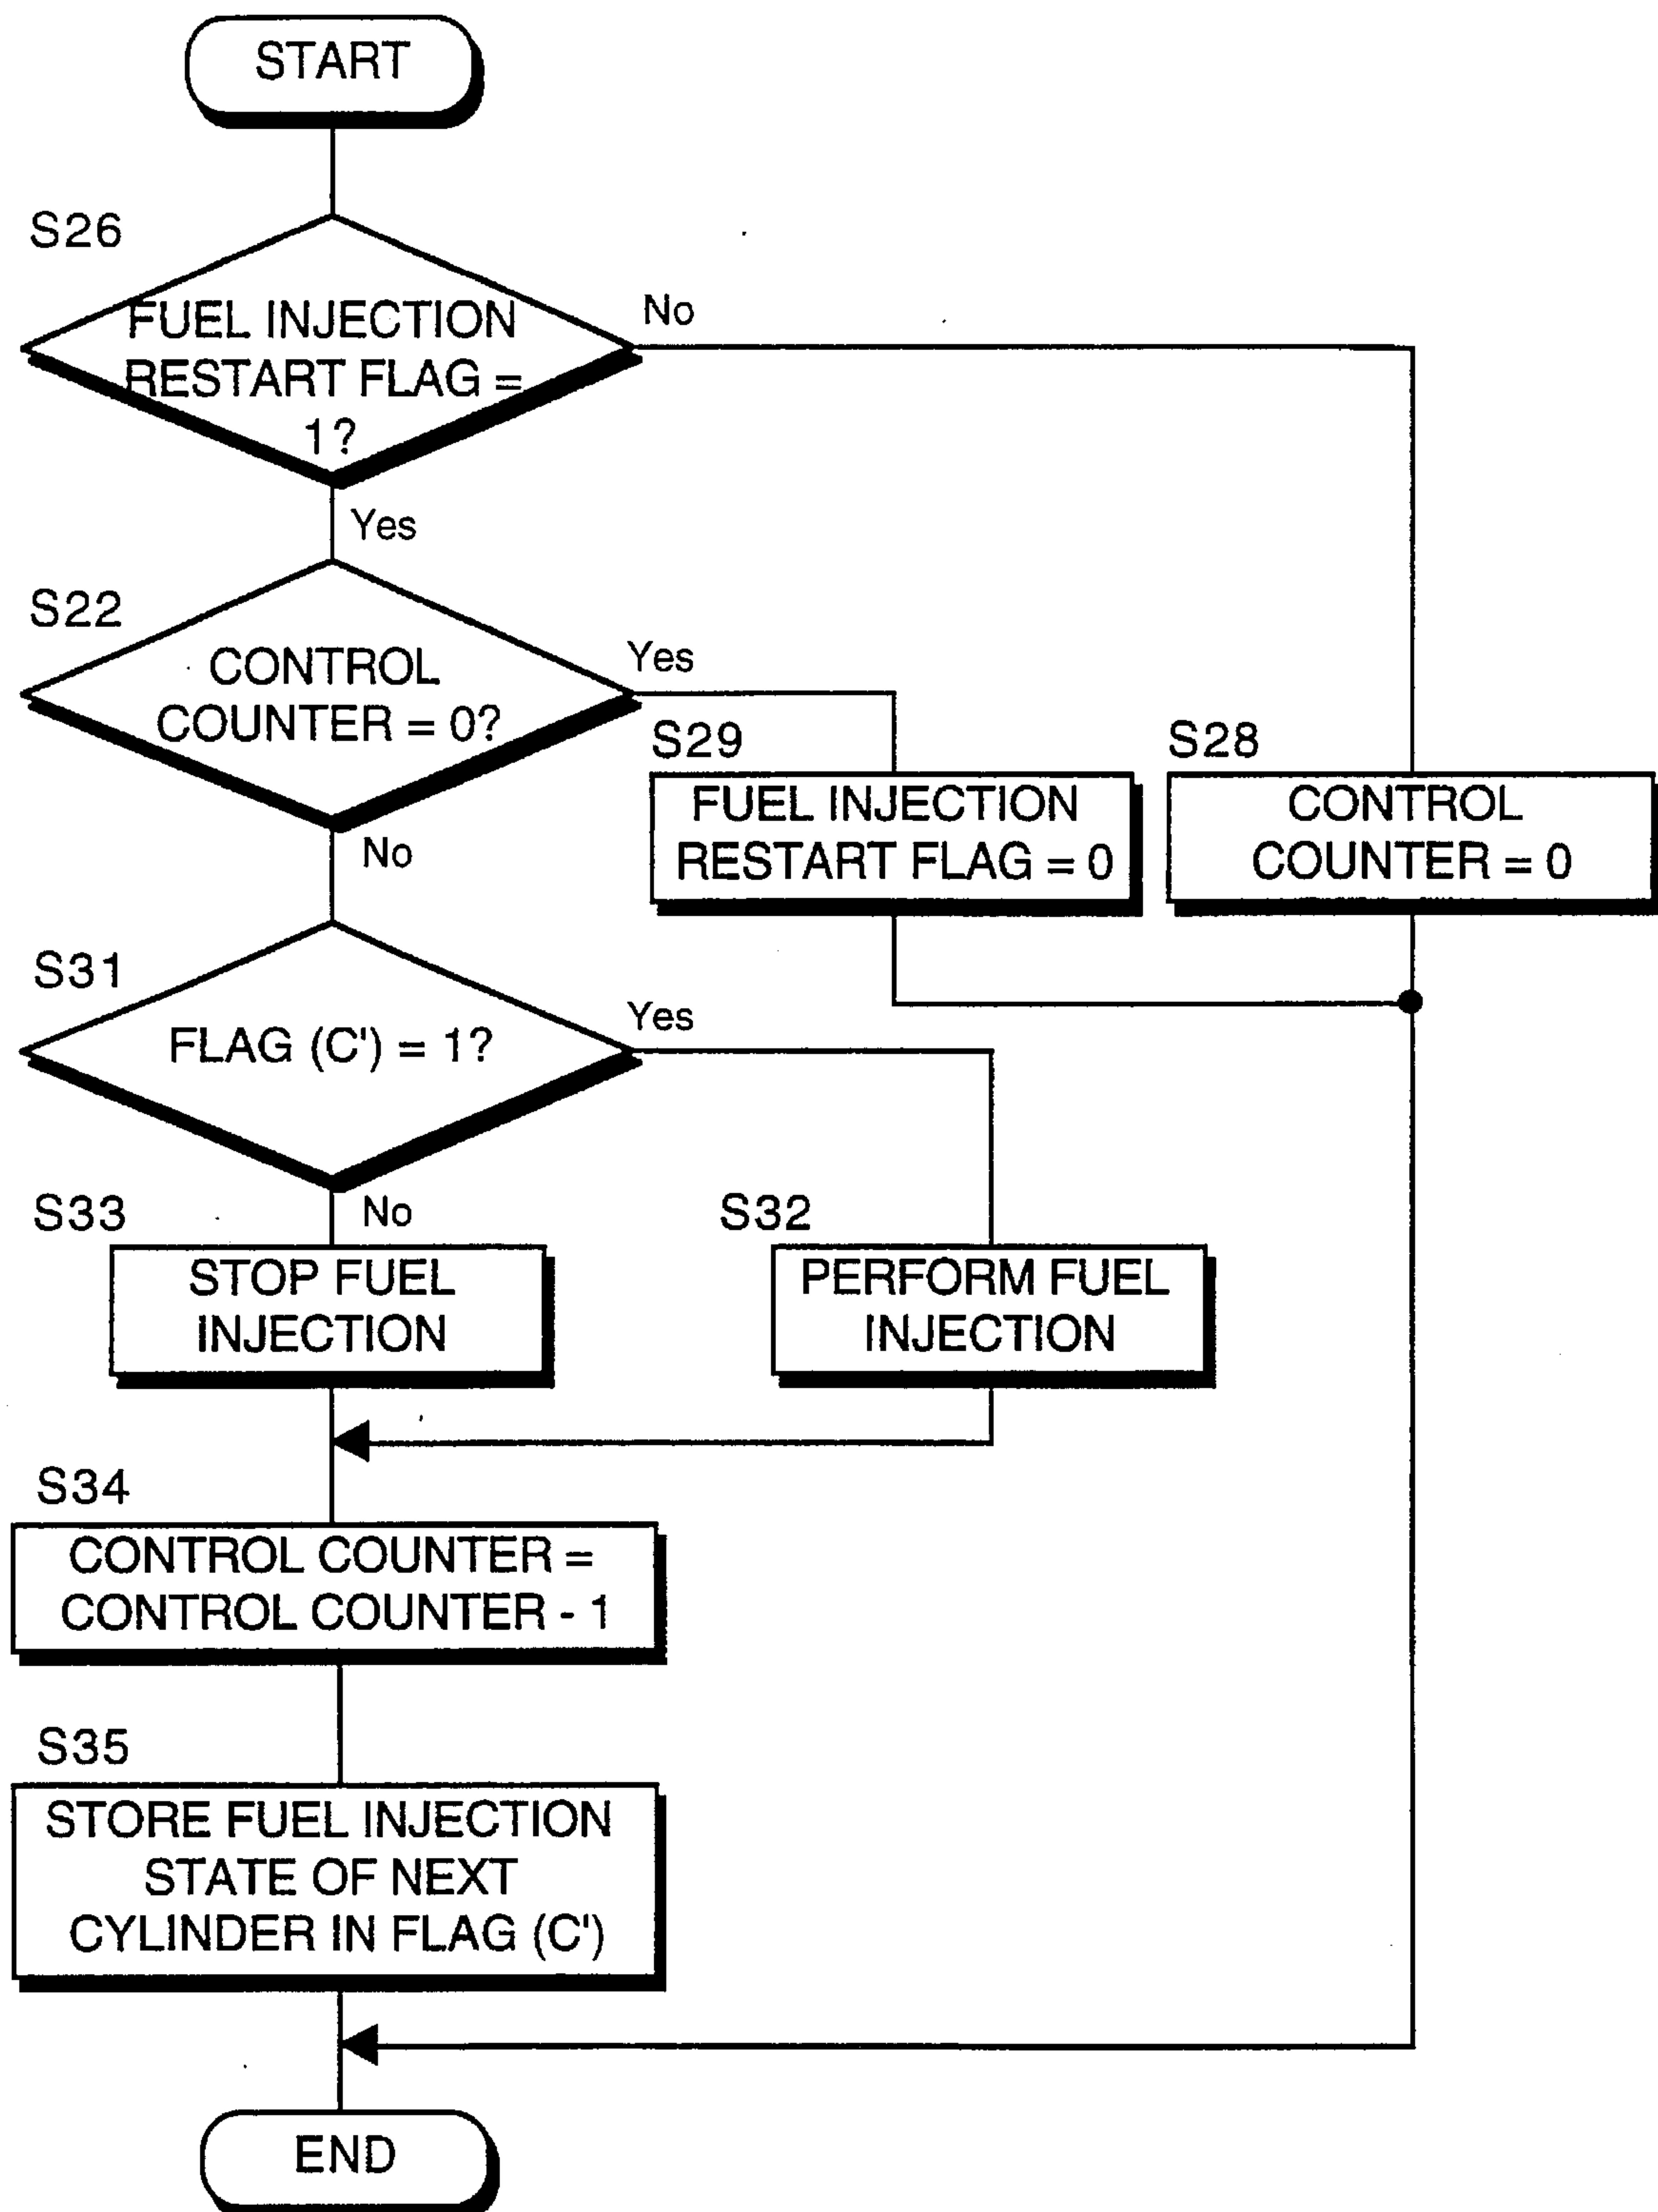 START
S26
FUEL INJECTION
RESTART FLAG =
1?
No
Yes
S22
CONTROL
COUNTER = 0?
Yes
No
S29
FUEL INJECTION
RESTART FLAG = 0
S28
CONTROL
COUNTER = 0
S31
FLAG (C') = 1?
Yes
No
S33
STOP FUEL
INJECTION
S32
PERFORM FUEL
INJECTION
S34
CONTROL COUNTER =
CONTROL COUNTER - 1
S35
STORE FUEL INJECTION
STATE OF NEXT
CYLINDER IN FLAG (C')
END